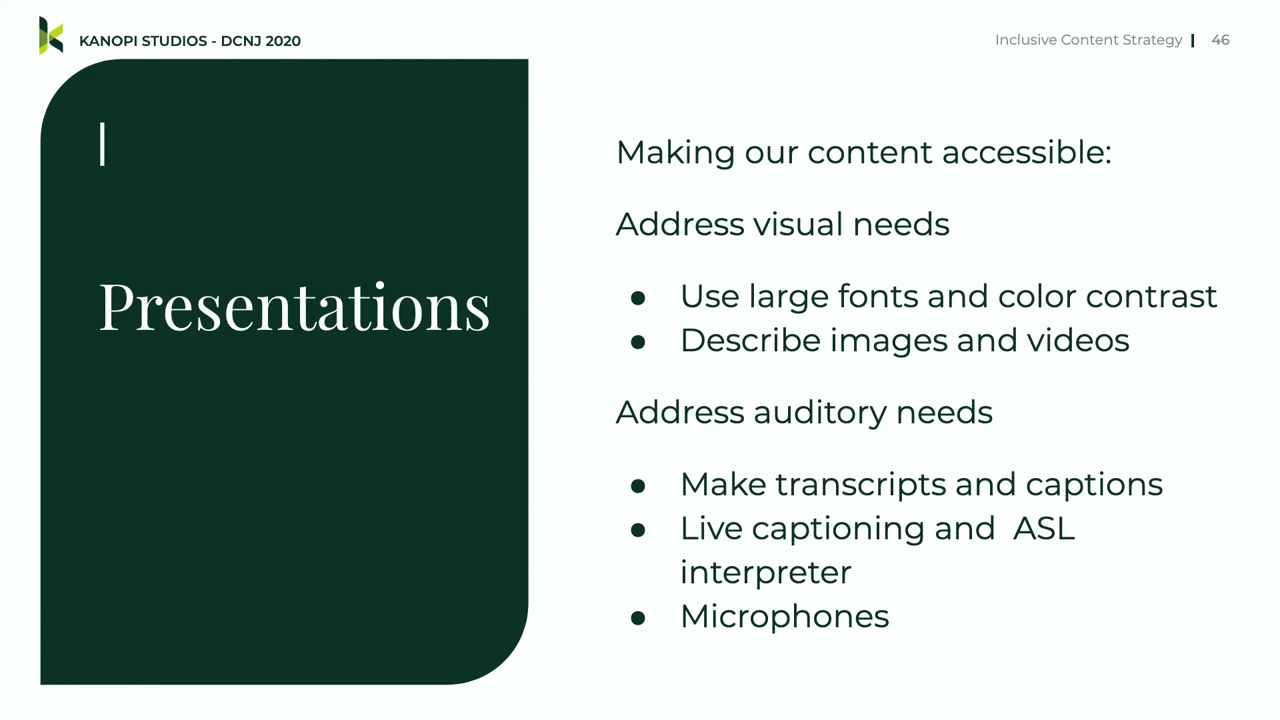 KANOPI STUDIOS - DCNJ 2020
Inclusive Content Strategy | 46
Presentations
Making our content accessible:
Address visual needs
● Use large fonts and color contrast
● Describe images and videos
Address auditory needs
● Make transcripts and captions
● Live captioning and  ASL
interpreter
● Microphones